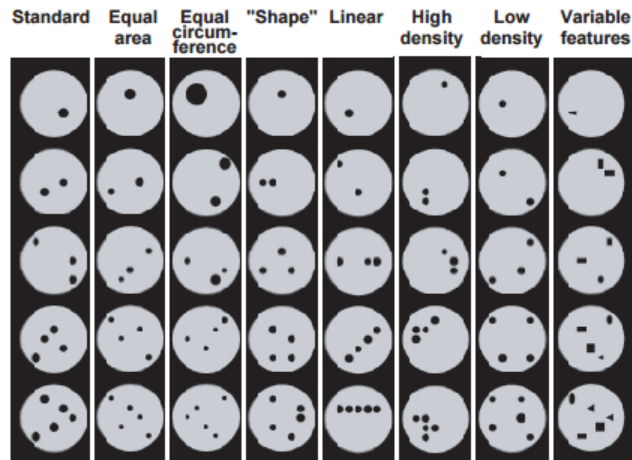 Standard
Equal
area
Equal
circum-
ference
"Shape"
Linear
High
density
Low
density
Variable
features